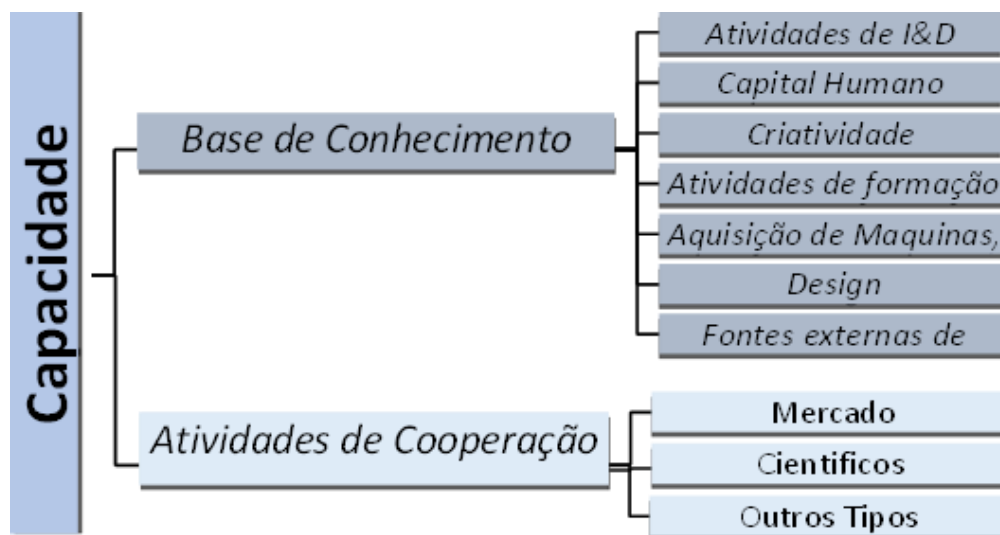 Capacidade
Base de Conhecimento
Atividades de I&D
Capital Humano
Criatividade
Atividades de formação
Aquisição de Maquinas,
Design
Fontes externas de
Atividades de Cooperação
Mercado
Cientificos
Outros Tipos